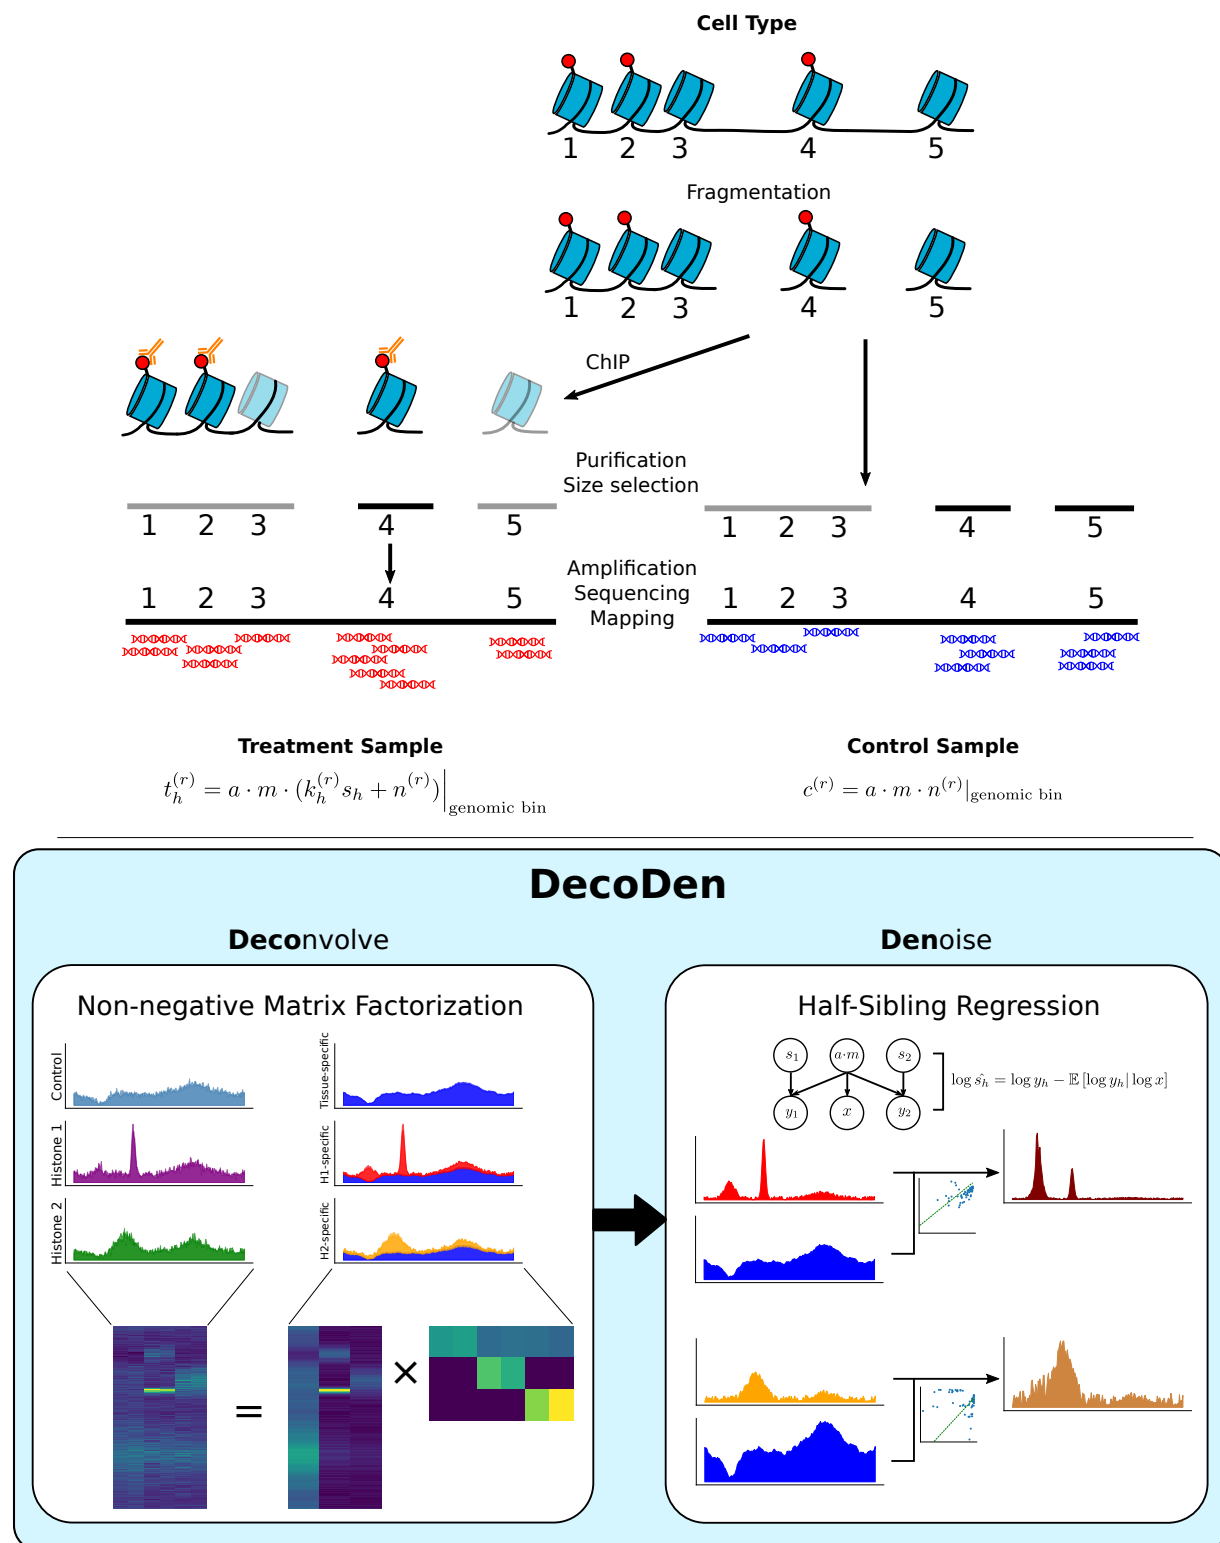 Cell Type
1 2 3 4 5
Fragmentation
1 2 3 4 5
ChIP
Purification
Size selection
1 2 3 4 5
1 2 3 4 5
Amplification
Sequencing
Mapping
1 2 3 4 5
1 2 3 4 5
Treatment Sample
Control Sample
t_h^{(r)} = a · m · (k_h^{(r)} s_h + n^{(r)})|_{genomic bin}
c^{(r)} = a · m · n^{(r)}|_{genomic bin}
DecoDen
Deconvolve
Denoise
Non-negative Matrix Factorization
Control
Tissue-specific
Histone 1
H1-specific
Histone 2
H2-specific
=
×
Half-Sibling Regression
s_1 a·m s_2
y_1 x y_2
log ŝ_h = log y_h − 𝔼 [log y_h| log x]